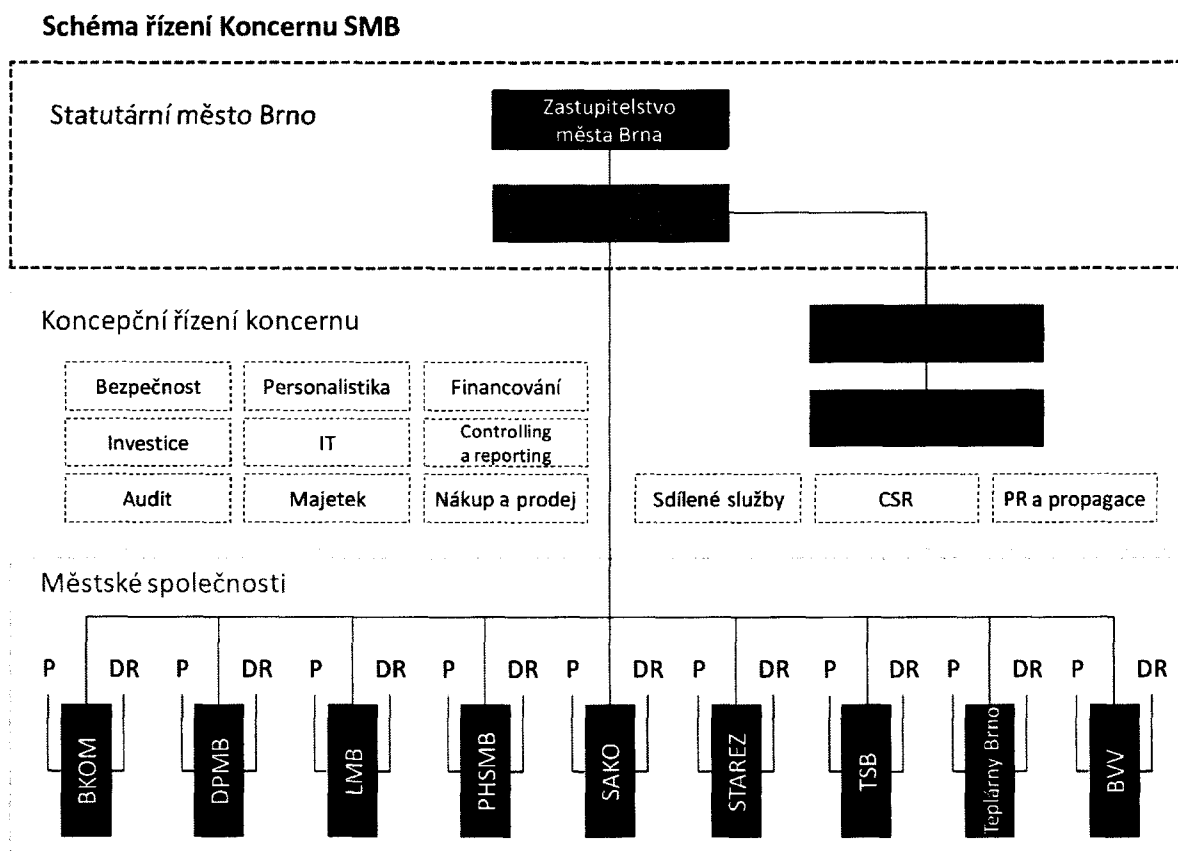 Schéma řízení Koncernu SMB
Statutární město Brno
Zastupitelstvo
města Brna
Koncepční řízení koncernu
Bezpečnost
Personalistika
Financování
Investice
IT
Controlling
a reporting
Audit
Majetek
Nákup a prodej
Sdílené služby
CSR
PR a propagace
Městské společnosti
P DR P DR P DR P DR P DR P DR P DR P DR P DR
BKOM
DPMB
LMB
PHSMB
SAKO
STAREZ
TSB
Teplárny Brno
BVV